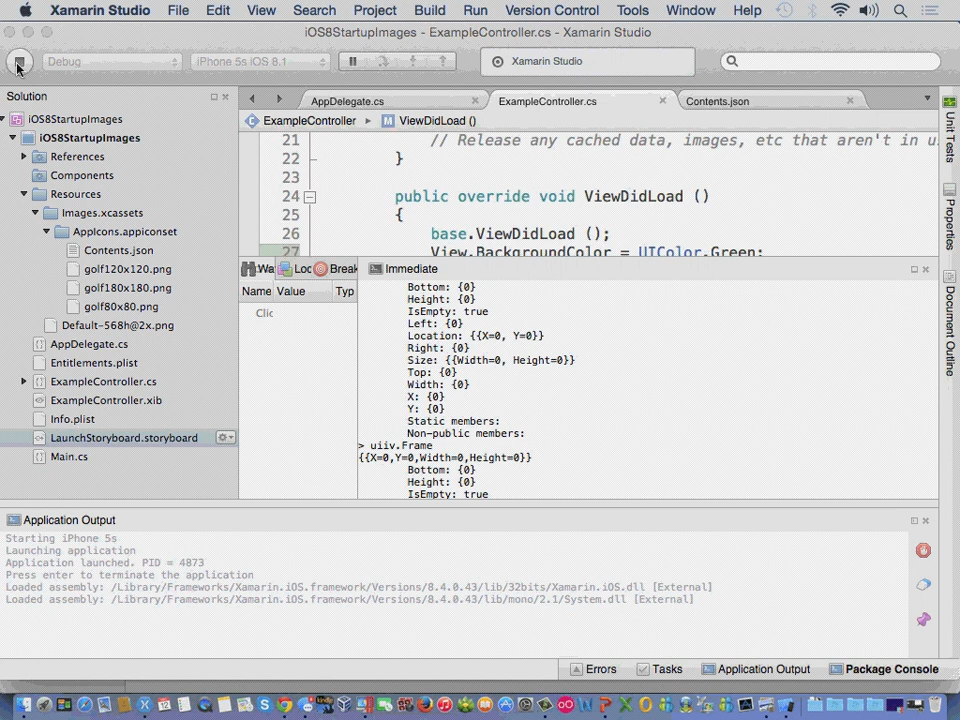 Xamarin Studio File Edit View Search Project Build Run Version Control Tools Window Help
iOS8StartupImages - ExampleController.cs - Xamarin Studio
Debug iPhone 5s iOS 8.1 Xamarin Studio
Solution
AppDelegate.cs ExampleController.cs Contents.json
ExampleController ViewDidLoad ()
iOS8StartupImages
iOS8StartupImages
References
Components
Resources
Images.xcassets
AppIcons.appiconset
Contents.json
golf120x120.png
golf180x180.png
golf80x80.png
Default-568h@2x.png
AppDelegate.cs
Entitlements.plist
ExampleController.cs
ExampleController.xib
Info.plist
LaunchStoryboard.storyboard
Main.cs
21 // Release any cached data, images, etc that aren't in u
22 }
23
24 public override void ViewDidLoad ()
25 {
26 base.ViewDidLoad ();
27 View.BackgroundColor = UIColor.Green;
Wa Loc Break
Name Value Typ
Clic
Immediate
Bottom: {0}
Height: {0}
IsEmpty: true
Left: {0}
Location: {{X=0, Y=0}}
Right: {0}
Size: {{Width=0, Height=0}}
Top: {0}
Width: {0}
X: {0}
Y: {0}
Static members:
Non-public members:
> uiiv.Frame
{{X=0,Y=0,Width=0,Height=0}}
Bottom: {0}
Height: {0}
IsEmpty: true
Unit Tests
Properties
Document Outline
Application Output
Starting iPhone 5s
Launching application
Application launched. PID = 4873
Press enter to terminate the application
Loaded assembly: /Library/Frameworks/Xamarin.iOS.framework/Versions/8.4.0.43/lib/32bits/Xamarin.iOS.dll [External]
Loaded assembly: /Library/Frameworks/Xamarin.iOS.framework/Versions/8.4.0.43/lib/mono/2.1/System.dll [External]
Errors Tasks Application Output Package Console